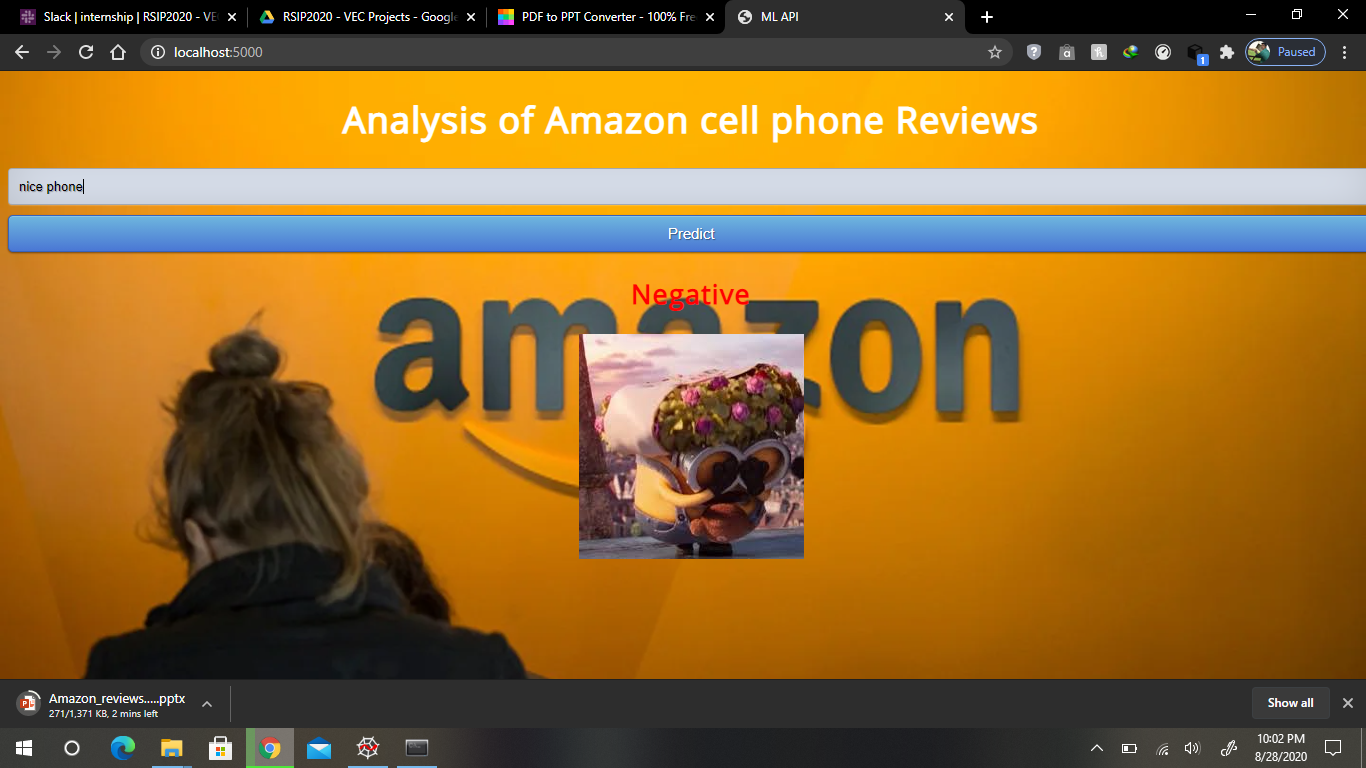 Slack | internship | RSIP2020 - VE
RSIP2020 - VEC Projects - Google
PDF to PPT Converter - 100% Fre
ML API
localhost:5000
1
Paused
Analysis of Amazon cell phone Reviews
nice phone
Predict
Negative
amazon
Amazon_reviews.....pptx
271/1,371 KB, 2 mins left
Show all
10:02 PM
8/28/2020